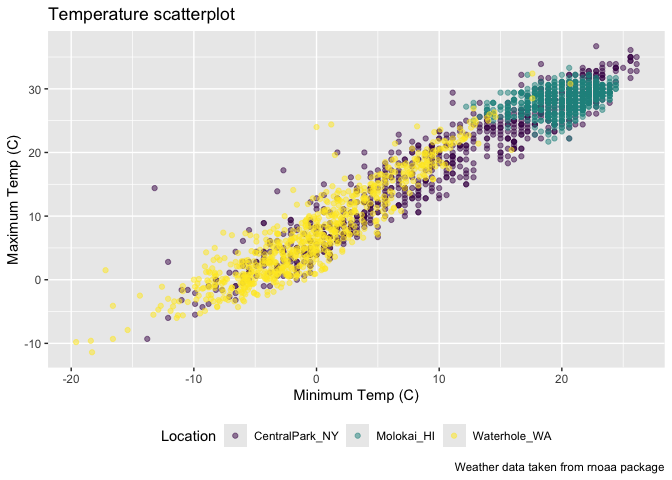 Temperature scatterplot
Maximum Temp (C)
30
20
10
0
-10
-20
-10
0
10
20
Minimum Temp (C)
Location
CentralPark_NY
Molokai_HI
Waterhole_WA
Weather data taken from rnoaa package